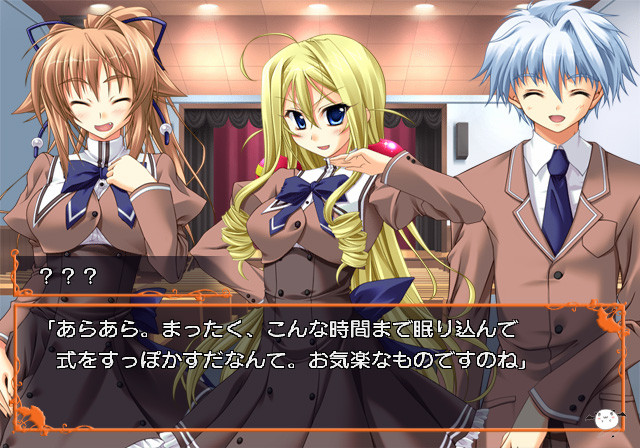 ？？？
「あらあら。まったく、こんな時間まで眠り込んで
式をすっぽかすだなんて。お気楽なものですのね」